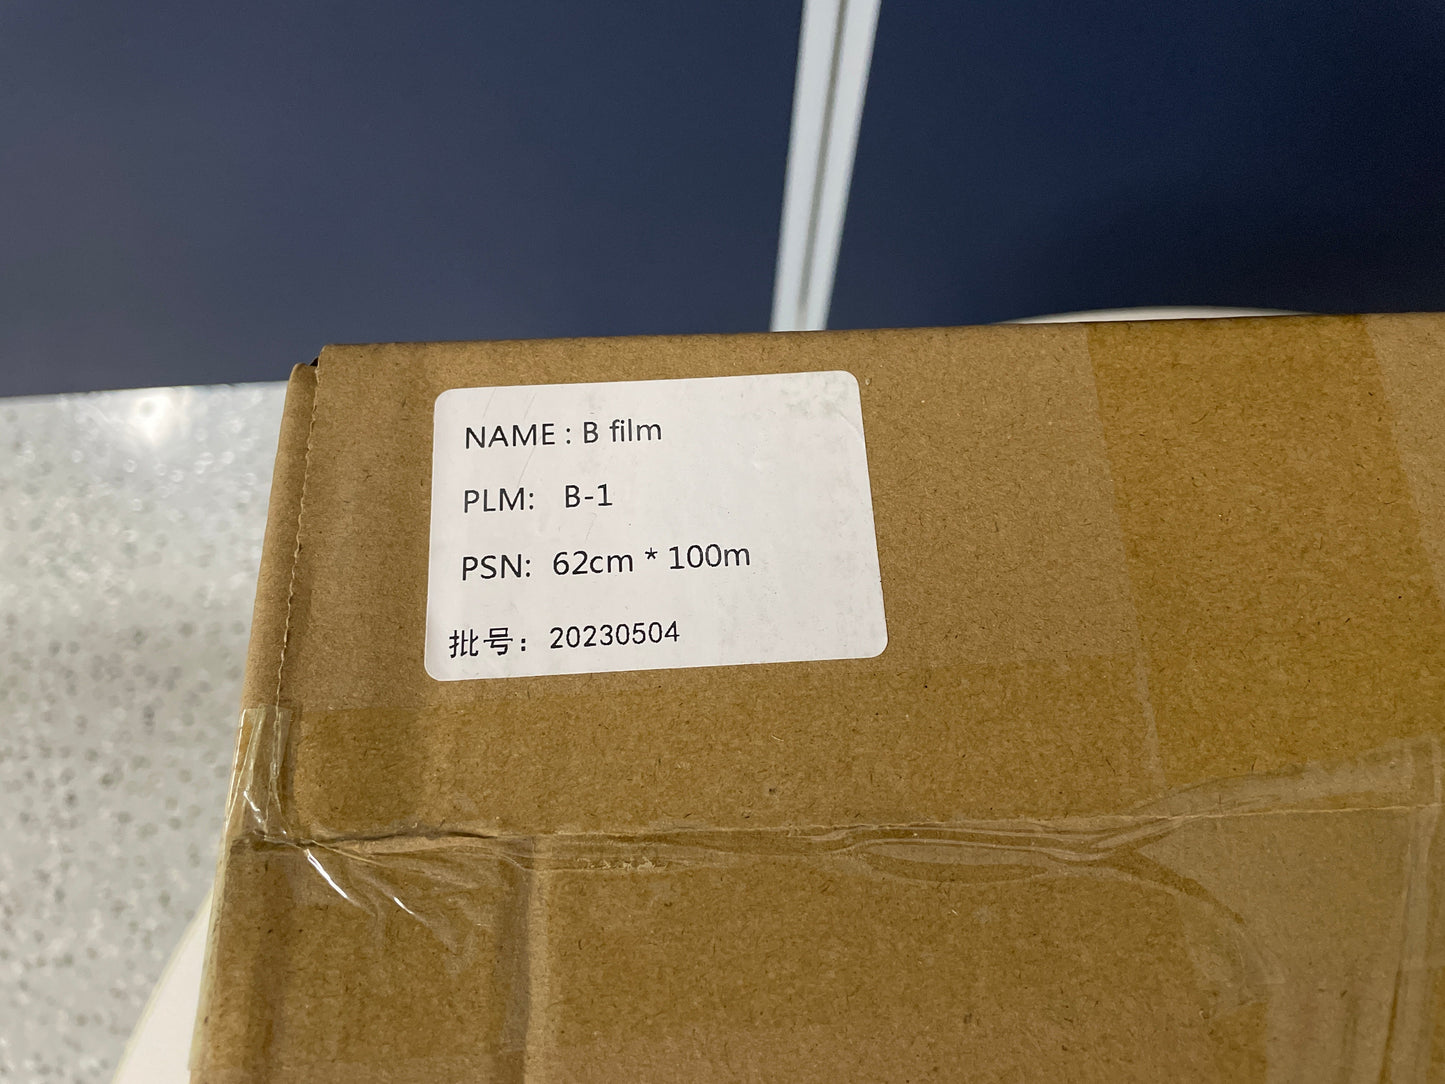 NAME : B film
PLM: B-1
PSN: 62cm * 100m
批号：20230504